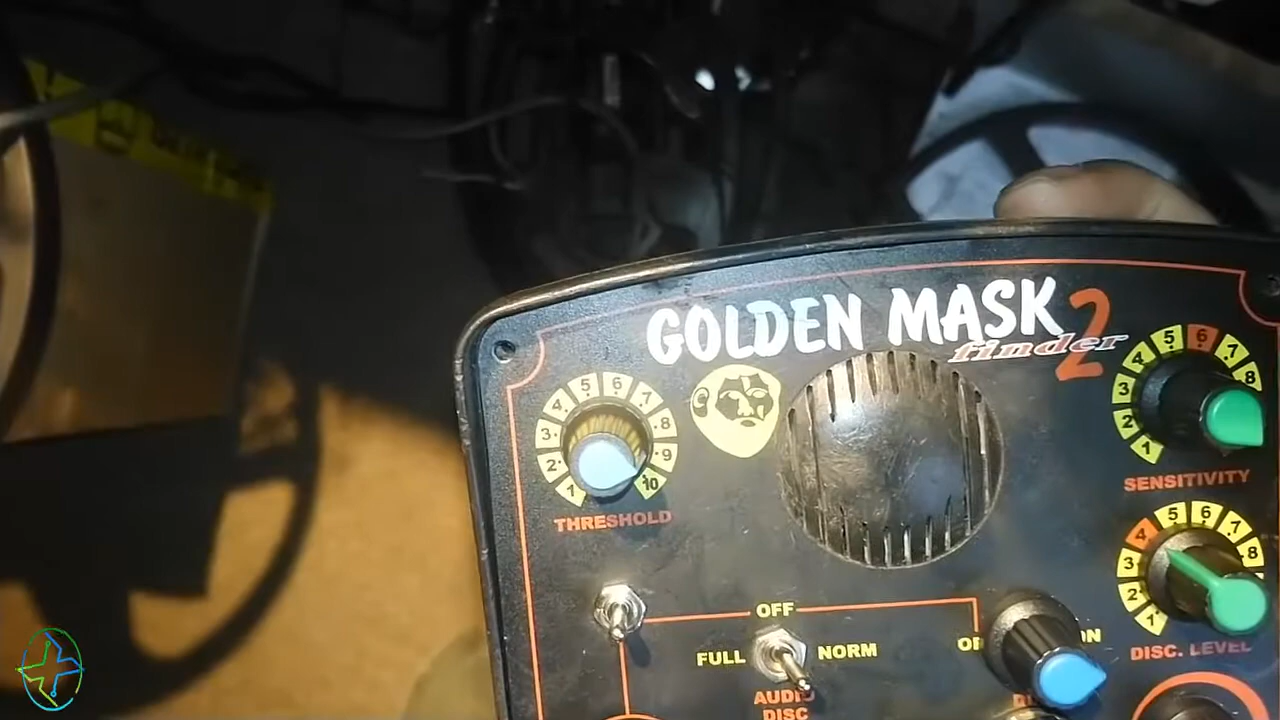 GOLDEN MASK 2
finder
1 2 3 4 5 6 7 8 9 10
THRESHOLD
1 2 3 4 5 6 7 8
SENSITIVITY
1 2 3 4 5 6 7 8
DISC. LEVEL
OFF
FULL NORM
AUDIO
DISC